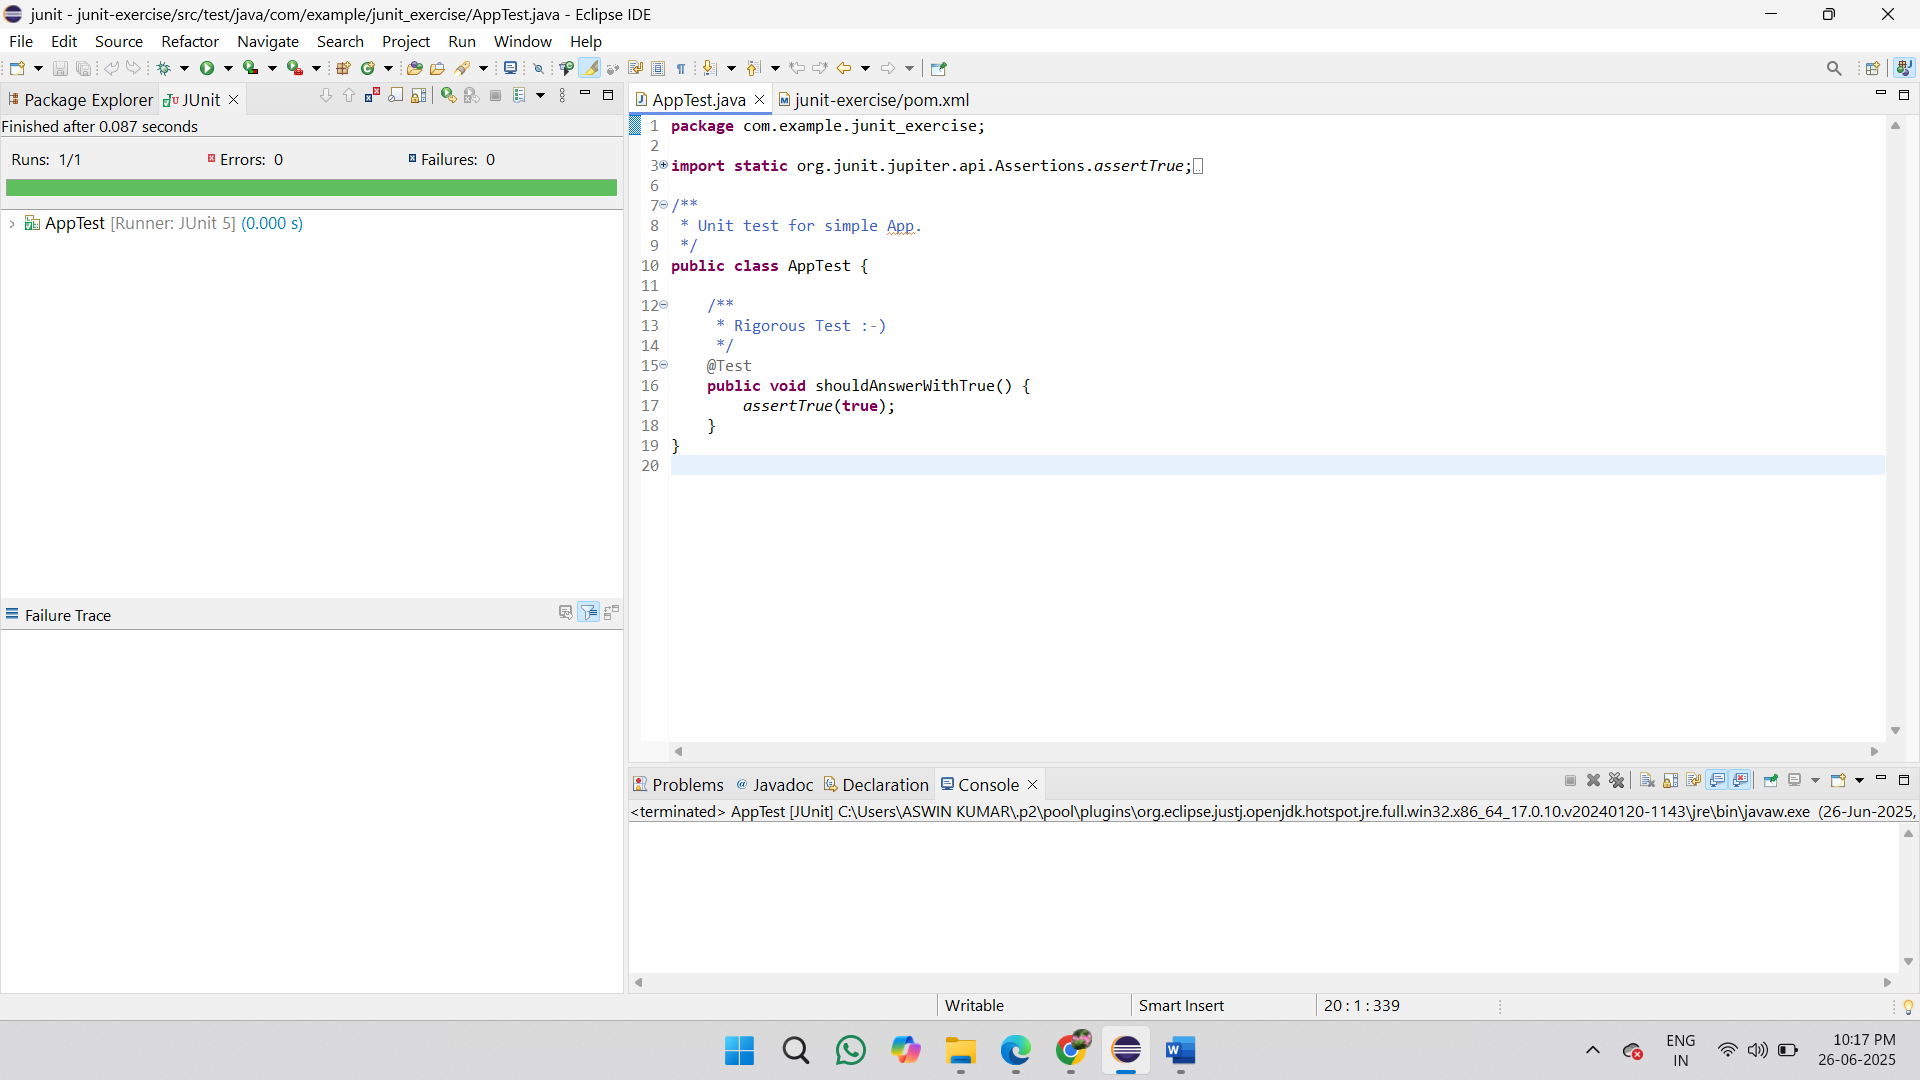 junit - junit-exercise/src/test/java/com/example/junit_exercise/AppTest.java - Eclipse IDE
File Edit Source Refactor Navigate Search Project Run Window Help
Package Explorer JUnit
Finished after 0.087 seconds
Runs: 1/1 Errors: 0 Failures: 0
AppTest [Runner: JUnit 5] (0.000 s)
Failure Trace
AppTest.java junit-exercise/pom.xml
1 package com.example.junit_exercise;
2
3 import static org.junit.jupiter.api.Assertions.assertTrue;
6
7 /**
8 * Unit test for simple App.
9 */
10 public class AppTest {
11
12 /**
13 * Rigorous Test :-)
14 */
15 @Test
16 public void shouldAnswerWithTrue() {
17 assertTrue(true);
18 }
19 }
20
Problems Javadoc Declaration Console
<terminated> AppTest [JUnit] C:\Users\ASWIN KUMAR\.p2\pool\plugins\org.eclipse.justj.openjdk.hotspot.jre.full.win32.x86_64_17.0.10.v20240120-1143\jre\bin\javaw.exe (26-Jun-2025,
Writable Smart Insert 20 : 1 : 339
ENG
IN
10:17 PM
26-06-2025